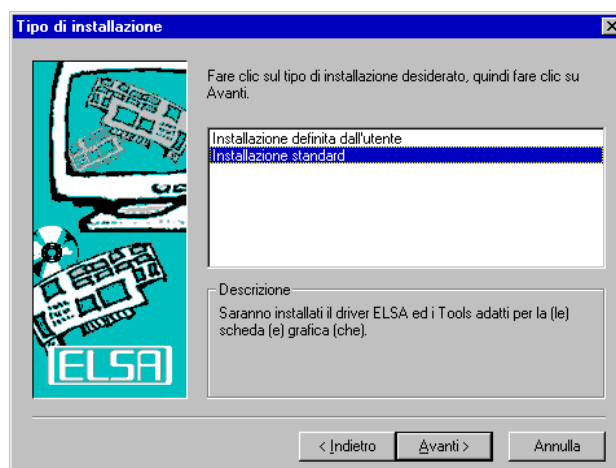 Tipo di installazione
Fare clic sul tipo di installazione desiderato, quindi fare clic su
Avanti.
Installazione definita dall'utente
Installazione standard
Descrizione
Saranno installati il driver ELSA ed i Tools adatti per la (le)
scheda (e) grafica (che).
ELSA
< Indietro
Avanti >
Annulla